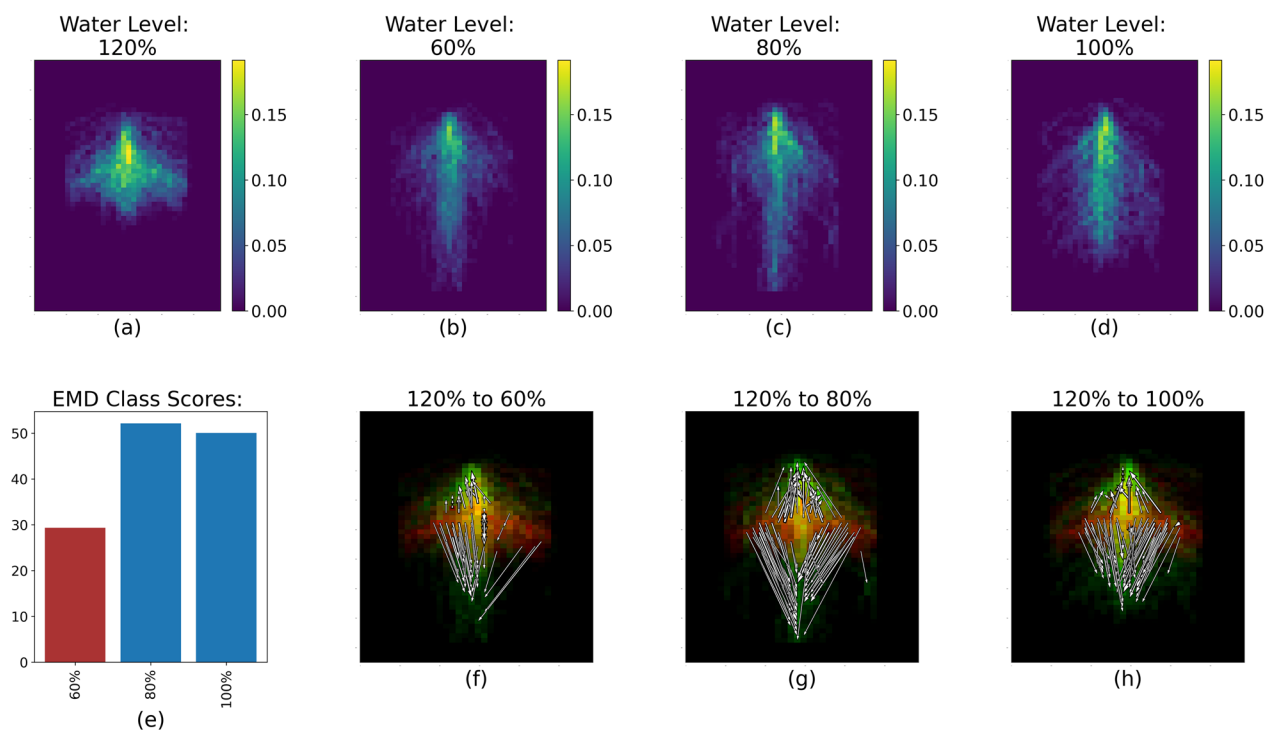 Water Level:
120%
Water Level:
60%
Water Level:
80%
Water Level:
100%
0.15
0.10
0.05
0.00
0.15
0.10
0.05
0.00
0.15
0.10
0.05
0.00
0.15
0.10
0.05
0.00
(a)
(b)
(c)
(d)
EMD Class Scores:
50
40
30
20
10
0
60%
80%
100%
(e)
120% to 60%
(f)
120% to 80%
(g)
120% to 100%
(h)